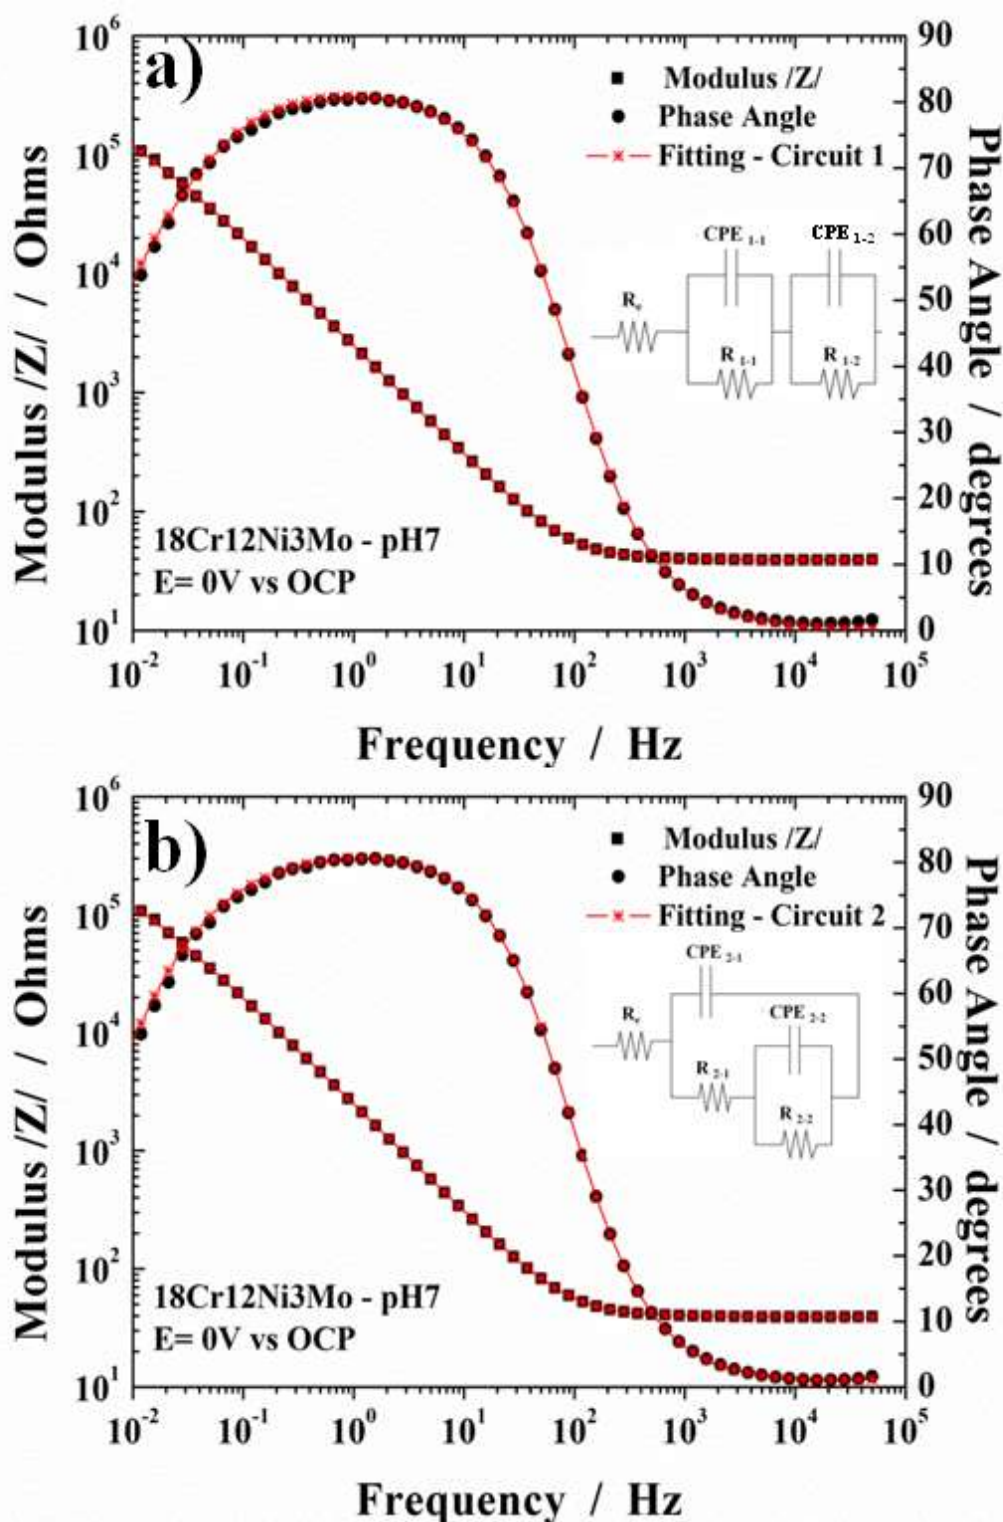 a)
Modulus /Z/
Phase Angle
Fitting - Circuit 1
CPE 1-1
CPE 1-2
Re
R 1-1
R 1-2
18Cr12Ni3Mo - pH7
E= 0V vs OCP
10^6
10^5
10^4
10^3
10^2
10^1
Modulus /Z/ / Ohms
90
80
70
60
50
40
30
20
10
0
Phase Angle / degrees
10^-2 10^-1 10^0 10^1 10^2 10^3 10^4 10^5
Frequency / Hz
b)
Modulus /Z/
Phase Angle
Fitting - Circuit 2
CPE 2-1
CPE 2-2
Re
R 2-1
R 2-2
18Cr12Ni3Mo - pH7
E= 0V vs OCP
10^6
10^5
10^4
10^3
10^2
10^1
Modulus /Z/ / Ohms
90
80
70
60
50
40
30
20
10
0
Phase Angle / degrees
10^-2 10^-1 10^0 10^1 10^2 10^3 10^4 10^5
Frequency / Hz